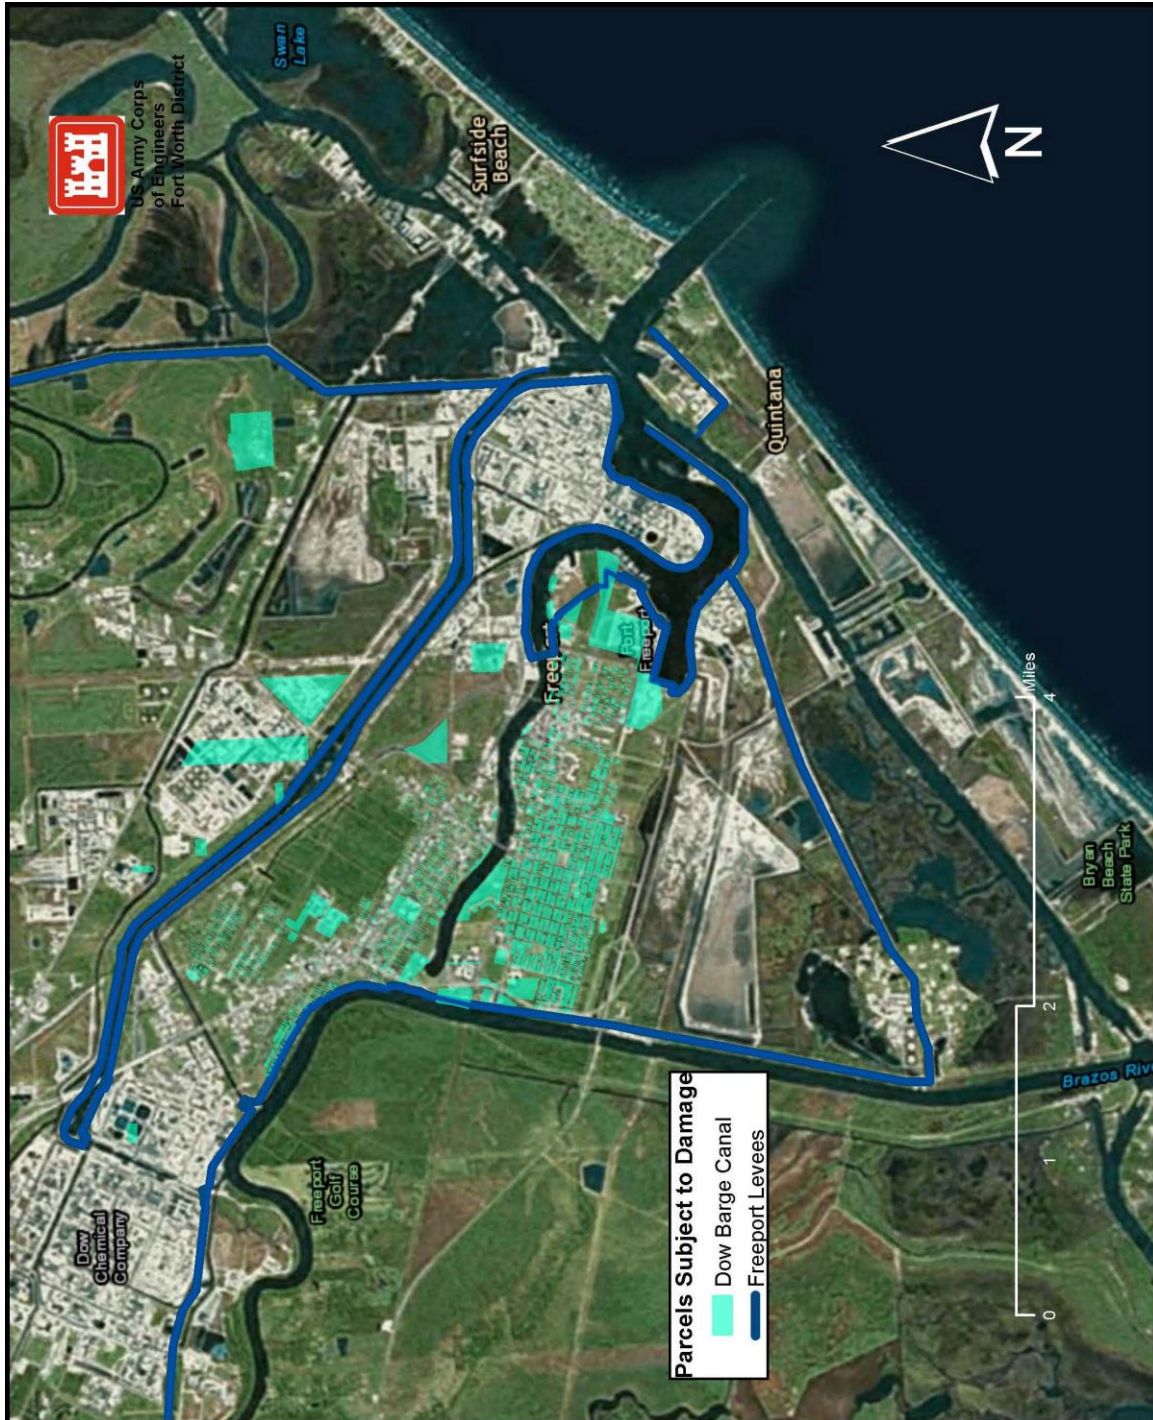 US Army Corps
of Engineers
Fort Worth District
Swan
Lake
Surfside
Beach
N
Quintana
Freeport
Port
Freeport
Miles
4
2
1
0
Bryan
Beach
State Park
Brazos Rive
Dow
Chemical
Company
Freeport
Golf
Course
Parcels Subject to Damage
Dow Barge Canal
Freeport Levees